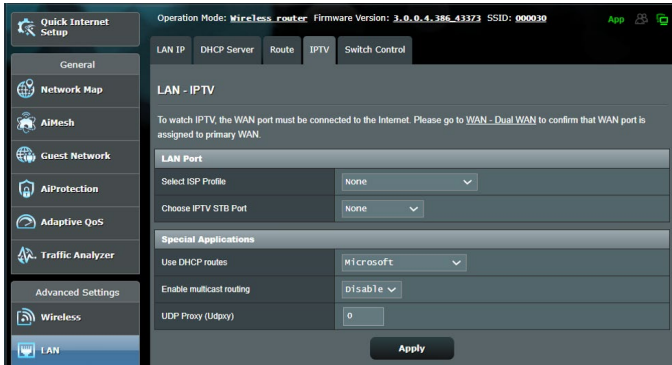 Quick Internet
Setup
Operation Mode: Wireless router Firmware Version: 3.0.0.4.386_43373 SSID: 000030
App
LAN IP DHCP Server Route IPTV Switch Control
General
Network Map
AiMesh
Guest Network
AiProtection
Adaptive QoS
Traffic Analyzer
Advanced Settings
Wireless
LAN
LAN - IPTV
To watch IPTV, the WAN port must be connected to the Internet. Please go to WAN - Dual WAN to confirm that WAN port is
assigned to primary WAN.
LAN Port
Select ISP Profile None
Choose IPTV STB Port None
Special Applications
Use DHCP routes Microsoft
Enable multicast routing Disable
UDP Proxy (Udpxy) 0
Apply